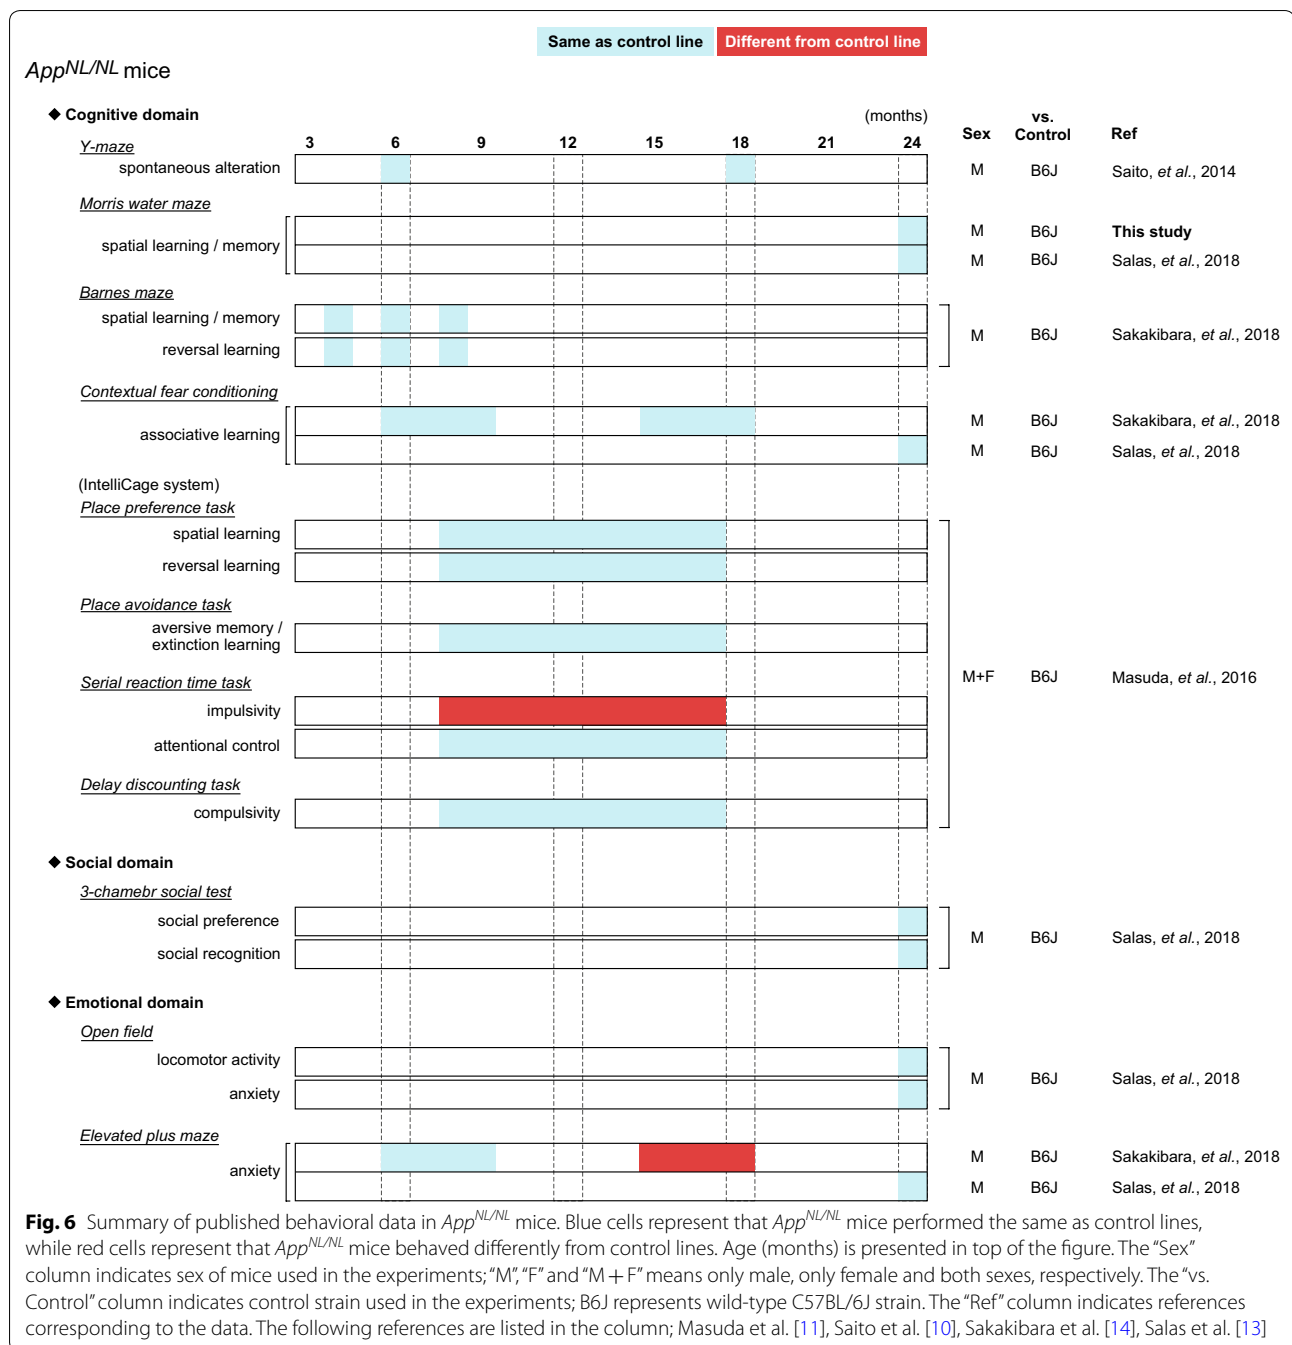 Same as control line Different from control line
App^NL/NL mice
◆ Cognitive domain
(months)
Sex vs. Control Ref
3 6 9 12 15 18 21 24
Y-maze
spontaneous alteration M B6J Saito, et al., 2014
Morris water maze
spatial learning / memory
M B6J This study
M B6J Salas, et al., 2018
Barnes maze
spatial learning / memory
reversal learning
M B6J Sakakibara, et al., 2018
Contextual fear conditioning
associative learning
M B6J Sakakibara, et al., 2018
M B6J Salas, et al., 2018
(IntelliCage system)
Place preference task
spatial learning
reversal learning
Place avoidance task
aversive memory /
extinction learning
Serial reaction time task
M+F B6J Masuda, et al., 2016
impulsivity
attentional control
Delay discounting task
compulsivity
◆ Social domain
3-chamebr social test
social preference
social recognition
M B6J Salas, et al., 2018
◆ Emotional domain
Open field
locomotor activity
anxiety
M B6J Salas, et al., 2018
Elevated plus maze
anxiety
M B6J Sakakibara, et al., 2018
M B6J Salas, et al., 2018
Fig. 6 Summary of published behavioral data in App^NL/NL mice. Blue cells represent that App^NL/NL mice performed the same as control lines,
while red cells represent that App^NL/NL mice behaved differently from control lines. Age (months) is presented in top of the figure. The “Sex”
column indicates sex of mice used in the experiments; “M”, “F” and “M + F” means only male, only female and both sexes, respectively. The “vs.
Control” column indicates control strain used in the experiments; B6J represents wild-type C57BL/6J strain. The “Ref” column indicates references
corresponding to the data. The following references are listed in the column; Masuda et al. [11], Saito et al. [10], Sakakibara et al. [14], Salas et al. [13]